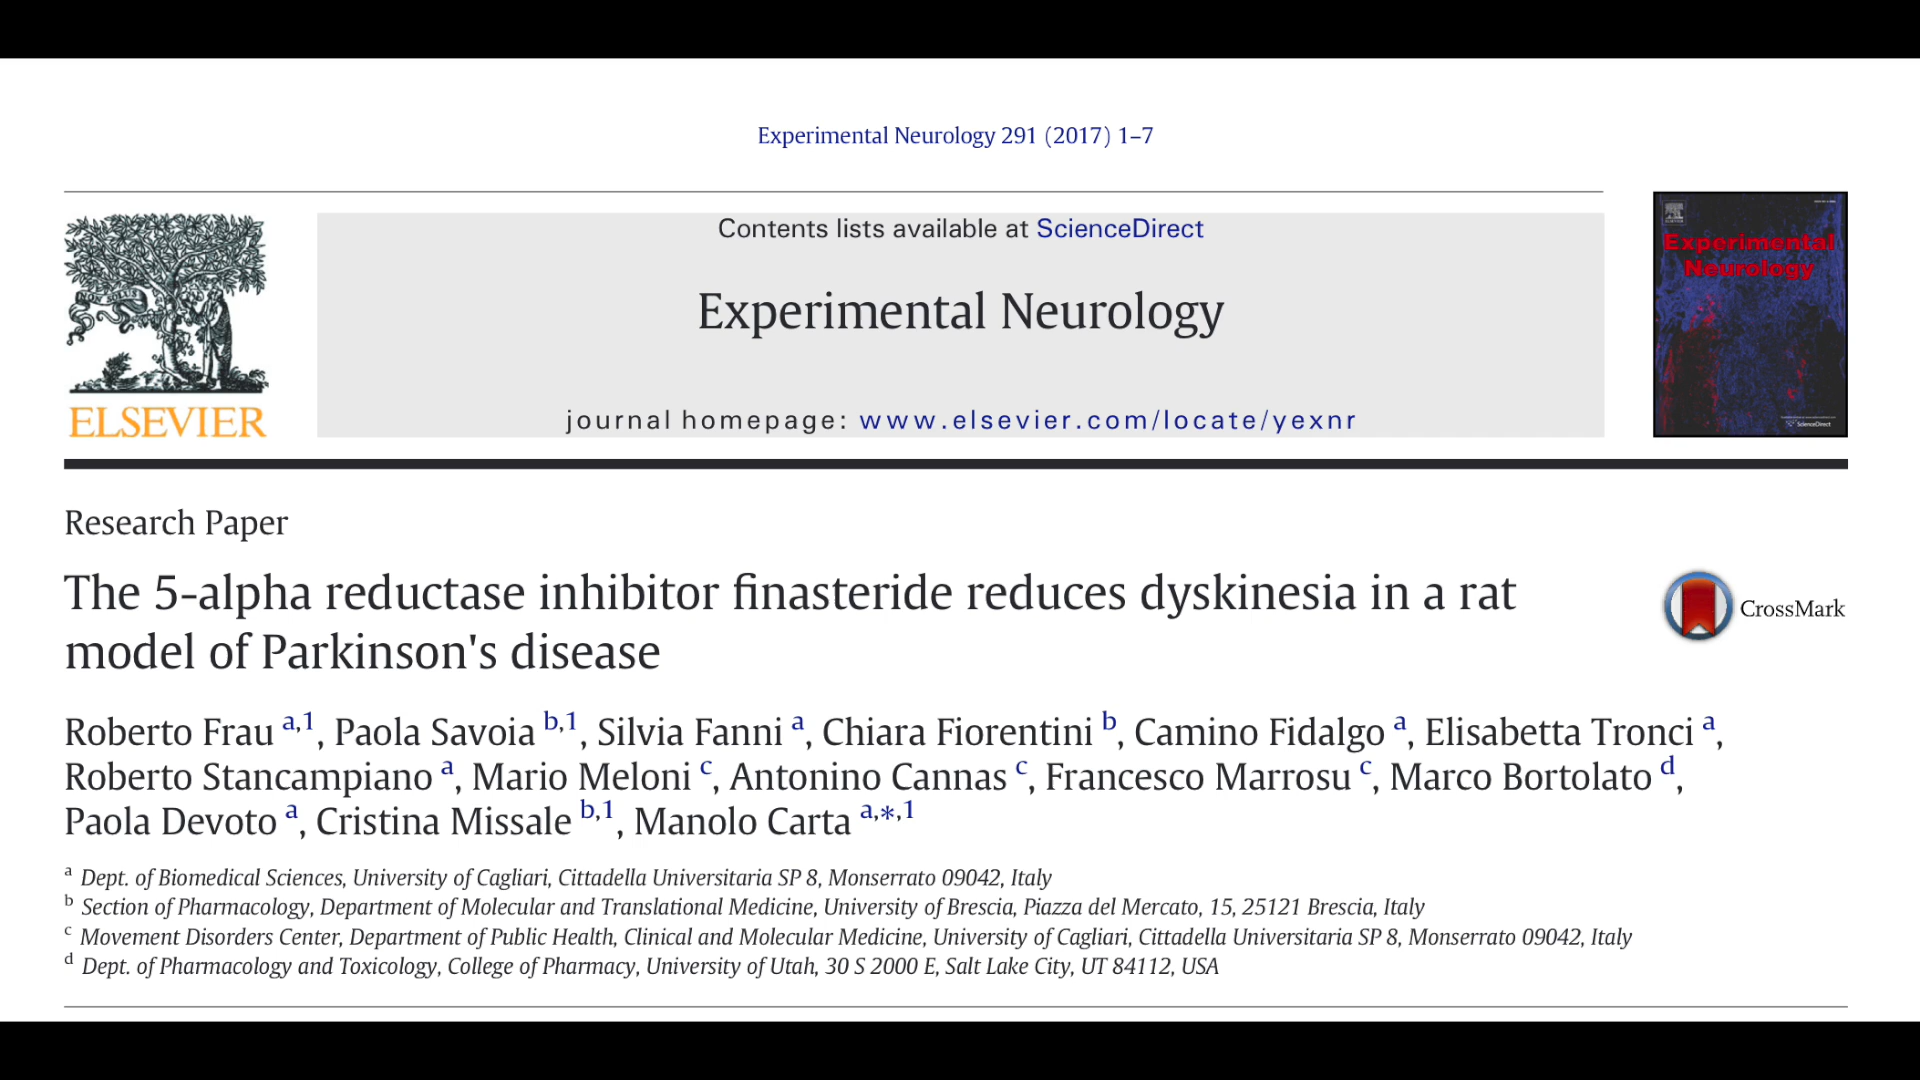 Experimental Neurology 291 (2017) 1–7
Contents lists available at ScienceDirect
Experimental Neurology
journal homepage: www.elsevier.com/locate/yexnr
NON SOLUS
ELSEVIER
Experimental
Neurology
ScienceDirect
Research Paper
The 5-alpha reductase inhibitor finasteride reduces dyskinesia in a rat
model of Parkinson's disease
CrossMark
Roberto Frau a,1, Paola Savoia b,1, Silvia Fanni a, Chiara Fiorentini b, Camino Fidalgo a, Elisabetta Tronci a,
Roberto Stancampiano a, Mario Meloni c, Antonino Cannas c, Francesco Marrosu c, Marco Bortolato d,
Paola Devoto a, Cristina Missale b,1, Manolo Carta a,*,1
a Dept. of Biomedical Sciences, University of Cagliari, Cittadella Universitaria SP 8, Monserrato 09042, Italy
b Section of Pharmacology, Department of Molecular and Translational Medicine, University of Brescia, Piazza del Mercato, 15, 25121 Brescia, Italy
c Movement Disorders Center, Department of Public Health, Clinical and Molecular Medicine, University of Cagliari, Cittadella Universitaria SP 8, Monserrato 09042, Italy
d Dept. of Pharmacology and Toxicology, College of Pharmacy, University of Utah, 30 S 2000 E, Salt Lake City, UT 84112, USA